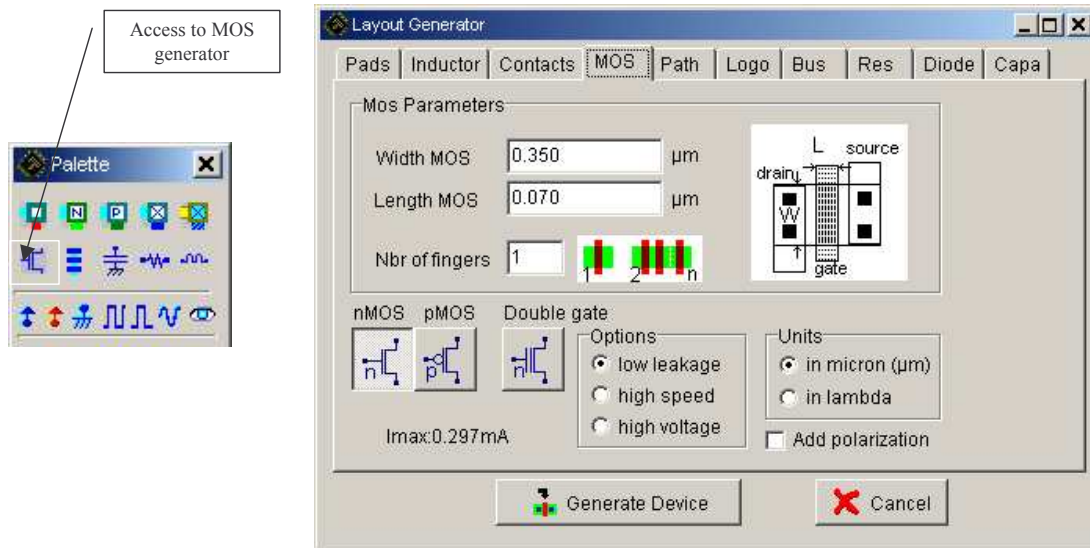 Access to MOS
generator
Palette
N
P
Layout Generator
Pads Inductor Contacts MOS Path Logo Bus Res Diode Capa
Mos Parameters
Width MOS 0.350 µm
Length MOS 0.070 µm
Nbr of fingers 1
1 2 n
L source
drain
W
gate
nMOS pMOS Double gate
n p n
Options
low leakage
high speed
high voltage
Units
in micron (µm)
in lambda
Imax:0.297mA
Add polarization
Generate Device Cancel